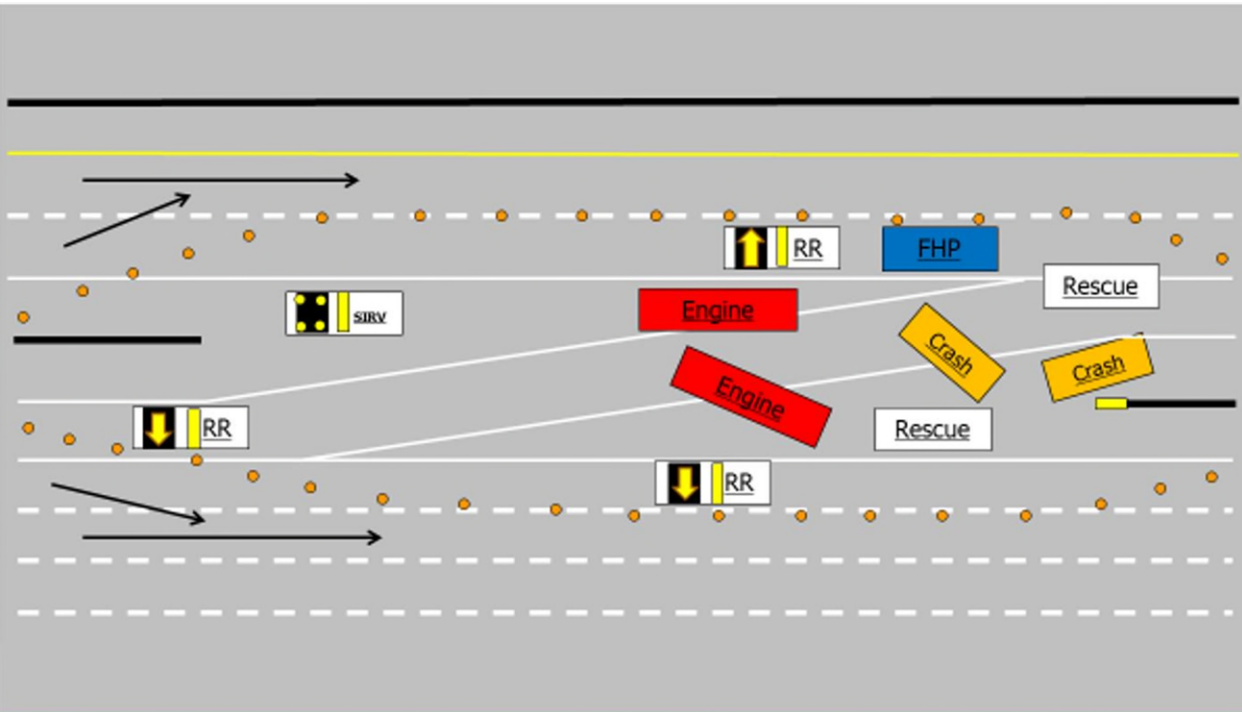 RR
FHP
Rescue
SIRV
Engine
Crash
Crash
Engine
RR
Rescue
RR